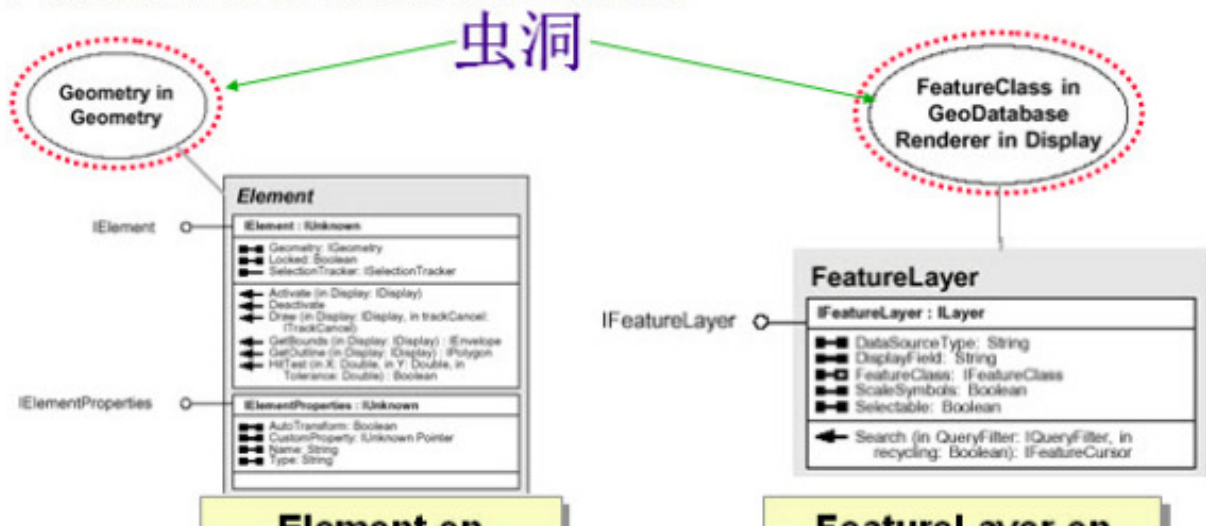 虫洞
Geometry in
Geometry
FeatureClass in
GeoDatabase
Renderer in Display
Element
IElement
IElement : IUnknown
Geometry: IGeometry
Locked: Boolean
SelectionTracker: ISelectionTracker
Activate (in Display: IDisplay)
Deactivate
Draw (in Display: IDisplay, in trackCancel:
ITrackCancel)
GetBounds (in Display: IDisplay) : IEnvelope
GetOutline (in Display: IDisplay) : IPolygon
HitTest (in X: Double, in Y: Double, in
Tolerance: Double) : Boolean
IElementProperties
IElementProperties : IUnknown
AutoTransform: Boolean
CustomProperty: IUnknown Pointer
Name: String
Type: String
FeatureLayer
IFeatureLayer
IFeatureLayer : ILayer
DataSourceType: String
DisplayField: String
FeatureClass: IFeatureClass
ScaleSymbols: Boolean
Selectable: Boolean
Search (in QueryFilter: IQueryFilter, in
recycling: Boolean): IFeatureCursor
Element on
FeatureLayer on